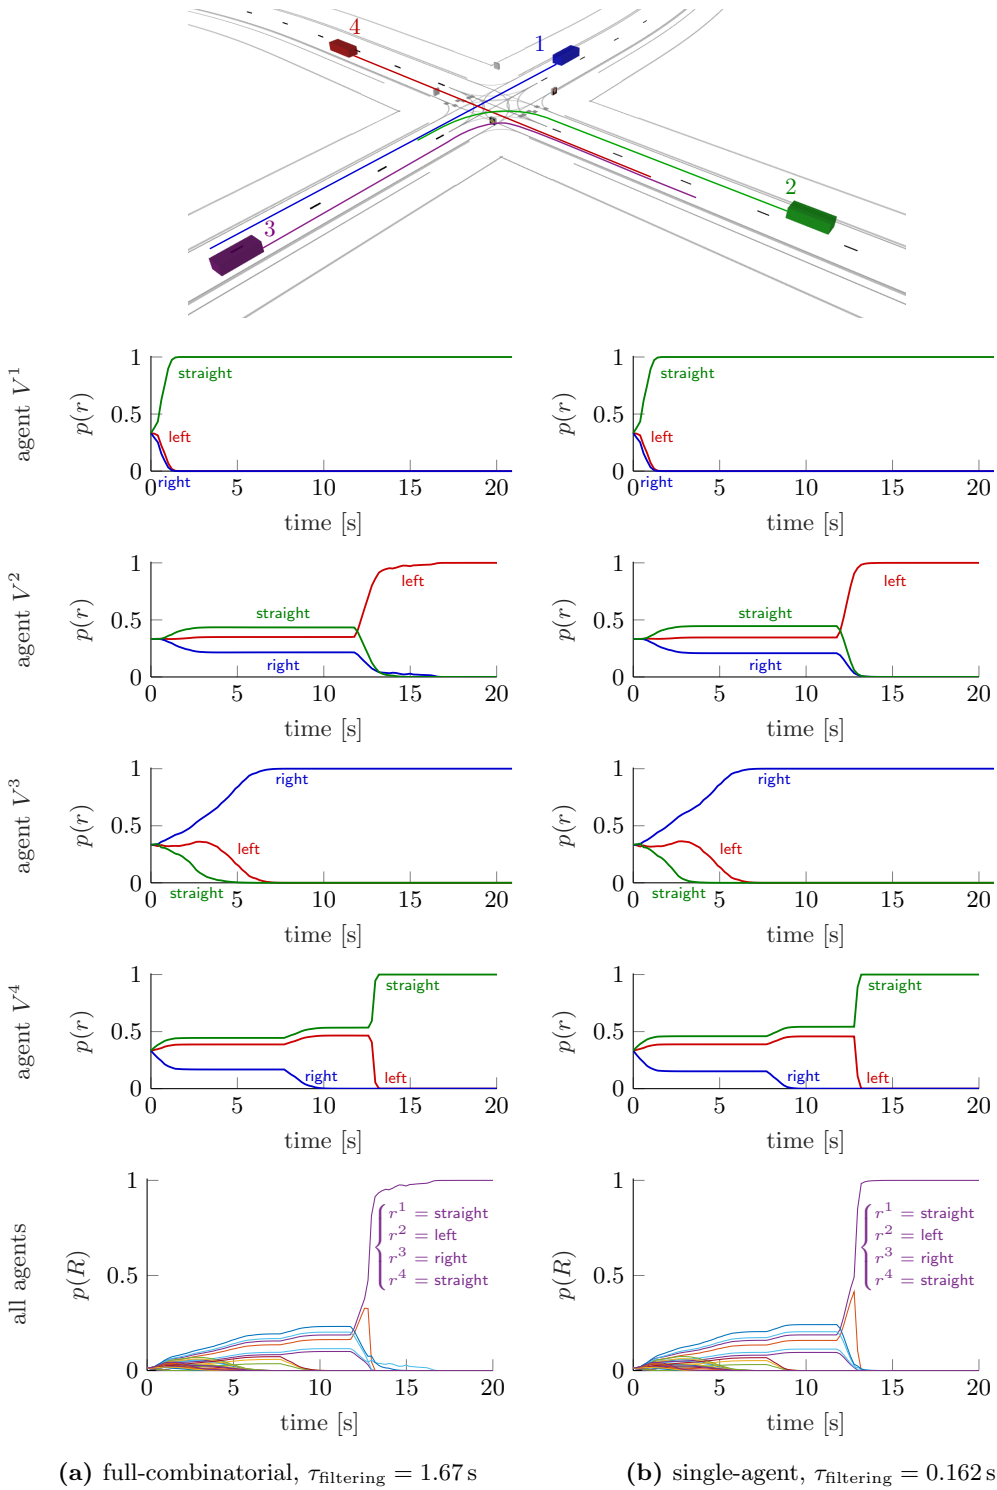 4
1
2
3
agent V¹
p(r)
1
0.5
0
straight
left
right
0 5 10 15 20
time [s]
p(r)
1
0.5
0
straight
left
right
0 5 10 15 20
time [s]
agent V²
p(r)
1
0.5
0
straight
left
right
0 5 10 15 20
time [s]
p(r)
1
0.5
0
straight
left
right
0 5 10 15 20
time [s]
agent V³
p(r)
1
0.5
0
right
left
straight
0 5 10 15 20
time [s]
p(r)
1
0.5
0
right
left
straight
0 5 10 15 20
time [s]
agent V⁴
p(r)
1
0.5
0
straight
right
left
0 5 10 15 20
time [s]
p(r)
1
0.5
0
straight
right
left
0 5 10 15 20
time [s]
all agents
p(R)
1
0.5
0
r¹ = straight
r² = left
r³ = right
r⁴ = straight
0 5 10 15 20
time [s]
p(R)
1
0.5
0
r¹ = straight
r² = left
r³ = right
r⁴ = straight
0 5 10 15 20
time [s]
(a) full-combinatorial, τfiltering = 1.67 s
(b) single-agent, τfiltering = 0.162 s